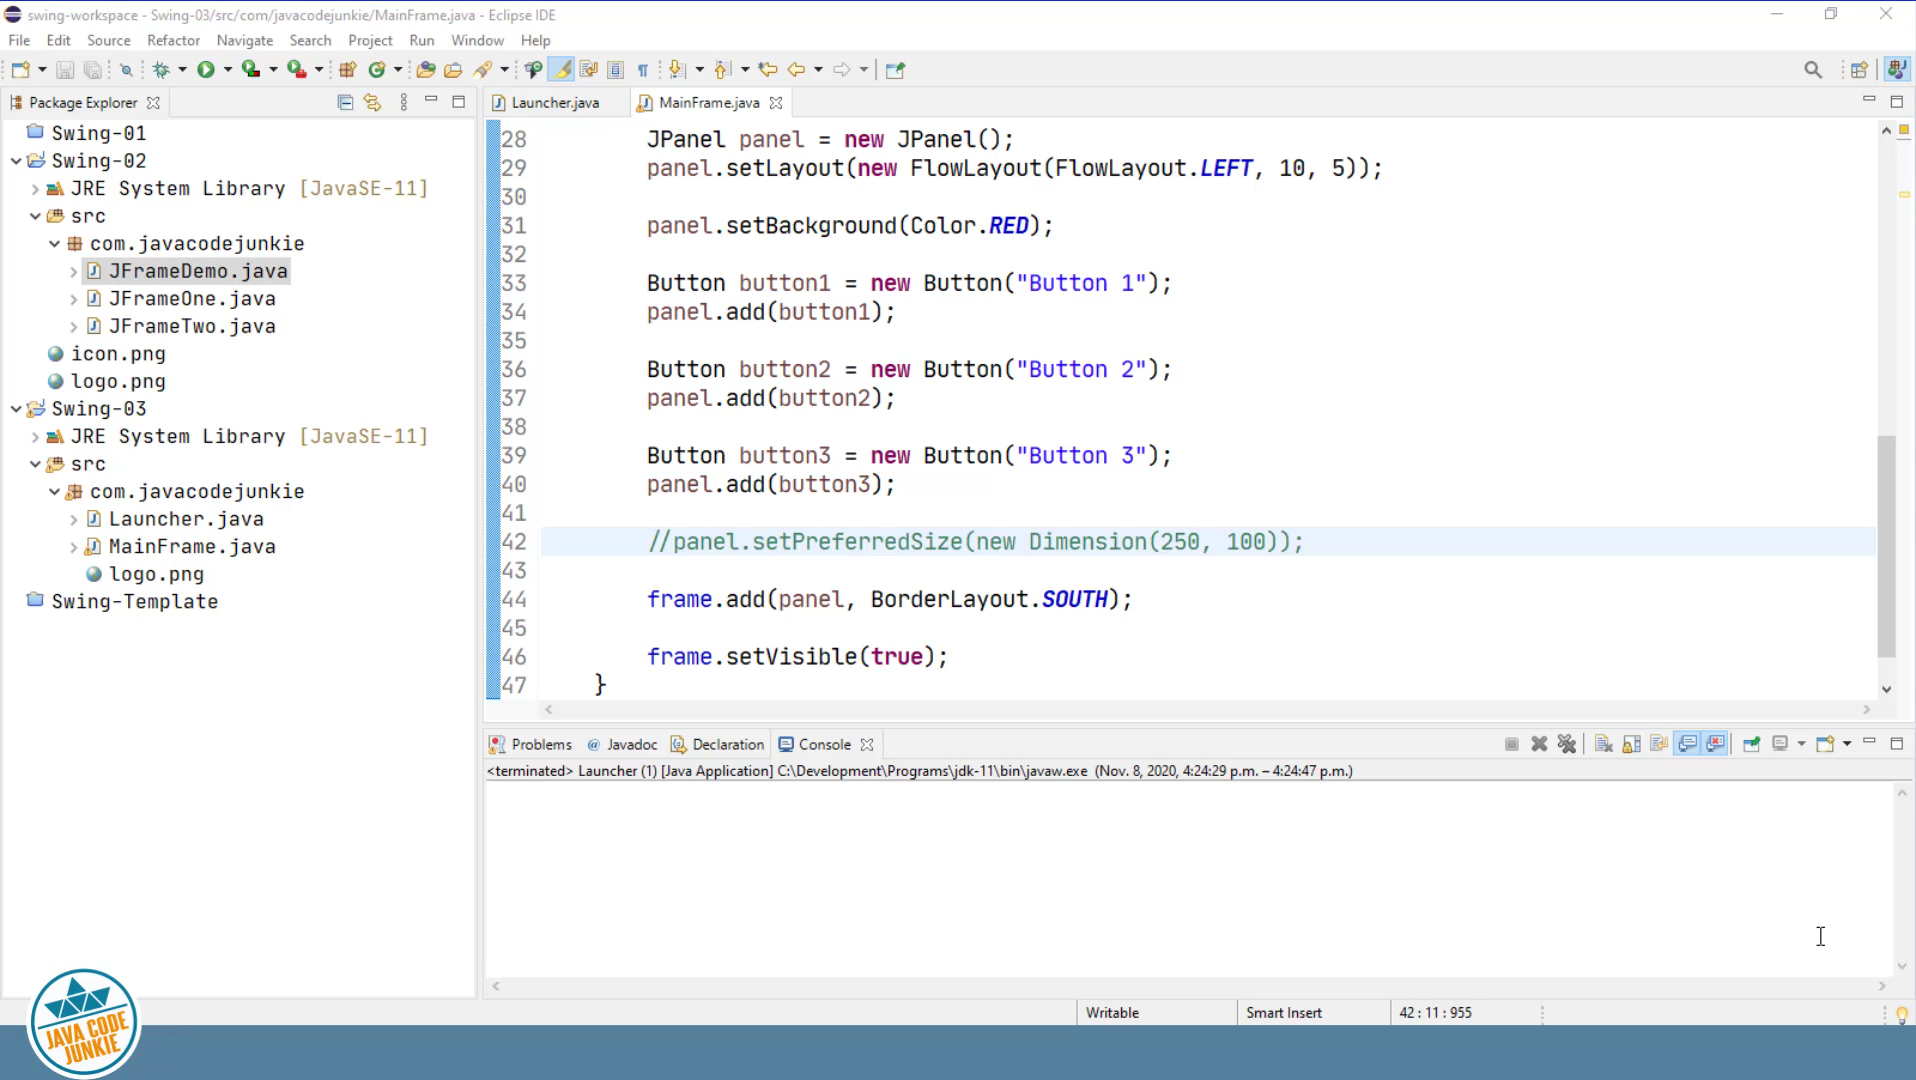 swing-workspace - Swing-03/src/com/javacodejunkie/MainFrame.java - Eclipse IDE
File Edit Source Refactor Navigate Search Project Run Window Help
Package Explorer
Swing-01
Swing-02
JRE System Library [JavaSE-11]
src
com.javacodejunkie
JFrameDemo.java
JFrameOne.java
JFrameTwo.java
icon.png
logo.png
Swing-03
JRE System Library [JavaSE-11]
src
com.javacodejunkie
Launcher.java
MainFrame.java
logo.png
Swing-Template
Launcher.java MainFrame.java
28 JPanel panel = new JPanel();
29 panel.setLayout(new FlowLayout(FlowLayout.LEFT, 10, 5));
30
31 panel.setBackground(Color.RED);
32
33 Button button1 = new Button("Button 1");
34 panel.add(button1);
35
36 Button button2 = new Button("Button 2");
37 panel.add(button2);
38
39 Button button3 = new Button("Button 3");
40 panel.add(button3);
41
42 //panel.setPreferredSize(new Dimension(250, 100));
43
44 frame.add(panel, BorderLayout.SOUTH);
45
46 frame.setVisible(true);
47 }
Problems @ Javadoc Declaration Console
<terminated> Launcher (1) [Java Application] C:\Development\Programs\jdk-11\bin\javaw.exe (Nov. 8, 2020, 4:24:29 p.m. – 4:24:47 p.m.)
Writable Smart Insert 42 : 11 : 955
JAVA CODE
JUNKIE